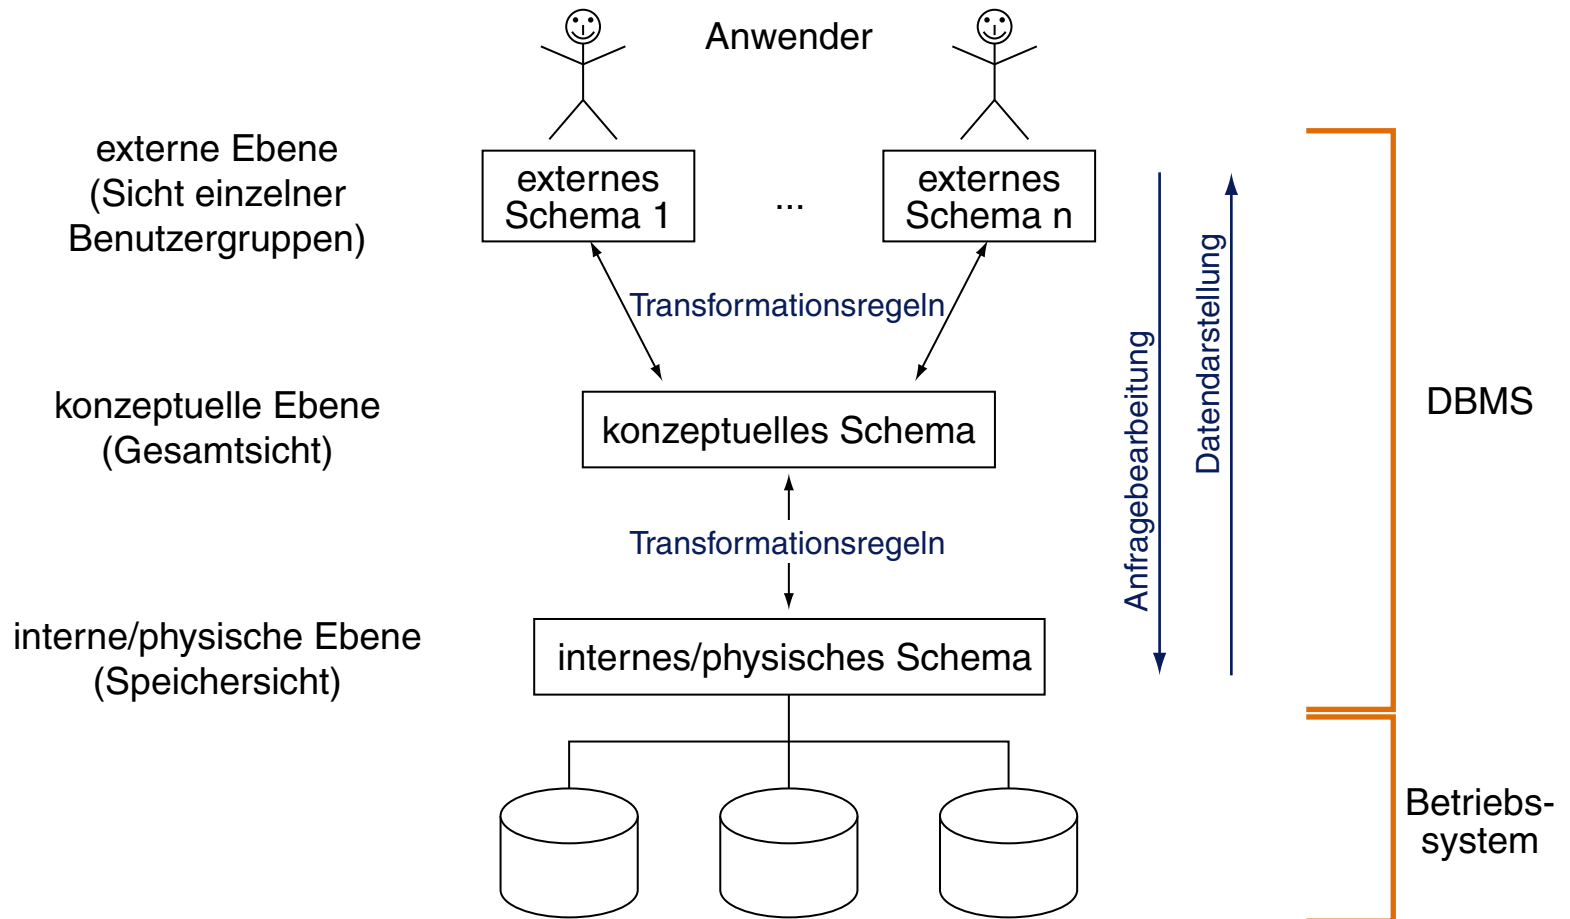 Anwender
externe Ebene
(Sicht einzelner
Benutzergruppen)
externes
Schema 1
...
externes
Schema n
Transformationsregeln
konzeptuelle Ebene
(Gesamtsicht)
konzeptuelles Schema
Transformationsregeln
interne/physische Ebene
(Speichersicht)
internes/physisches Schema
Anfragebearbeitung
Datendarstellung
DBMS
Betriebs-
system